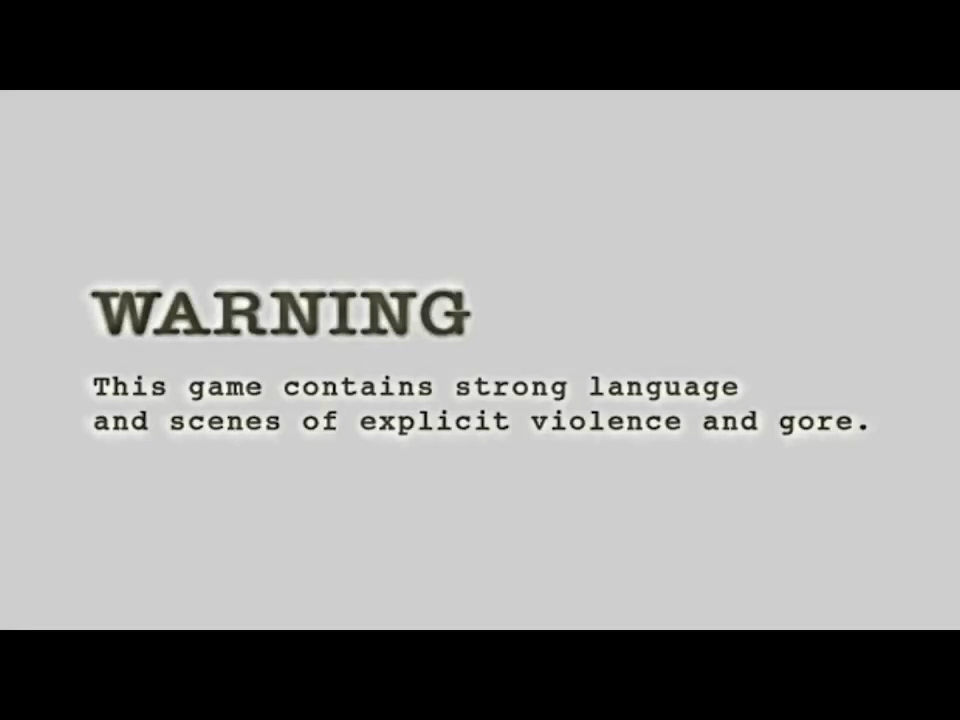 WARNING
This game contains strong language
and scenes of explicit violence and gore.